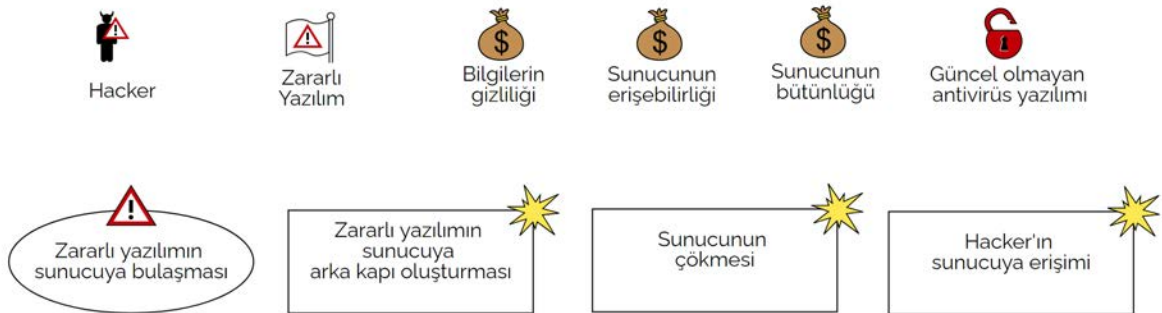 Hacker
Zararlı
Yazılım
Bilgilerin
gizliliği
Sunucunun
erişebilirliği
Sunucunun
bütünlüğü
Güncel olmayan
antivirüs yazılımı
Zararlı yazılımın
sunucuya bulaşması
Zararlı yazılımın
sunucuya
arka kapı oluşturması
Sunucunun
çökmesi
Hacker'ın
sunucuya erişimi